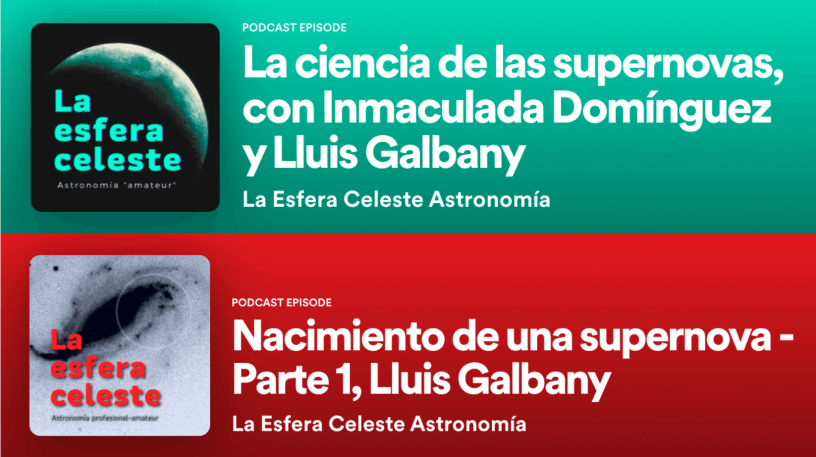 La
esfera
celeste
Astronomía "amateur"
PODCAST EPISODE
La ciencia de las supernovas,
con Inmaculada Domínguez
y Lluis Galbany
La Esfera Celeste Astronomía
La
esfera
celeste
Astronomía profesional-amateur
PODCAST EPISODE
Nacimiento de una supernova -
Parte 1, Lluis Galbany
La Esfera Celeste Astronomía